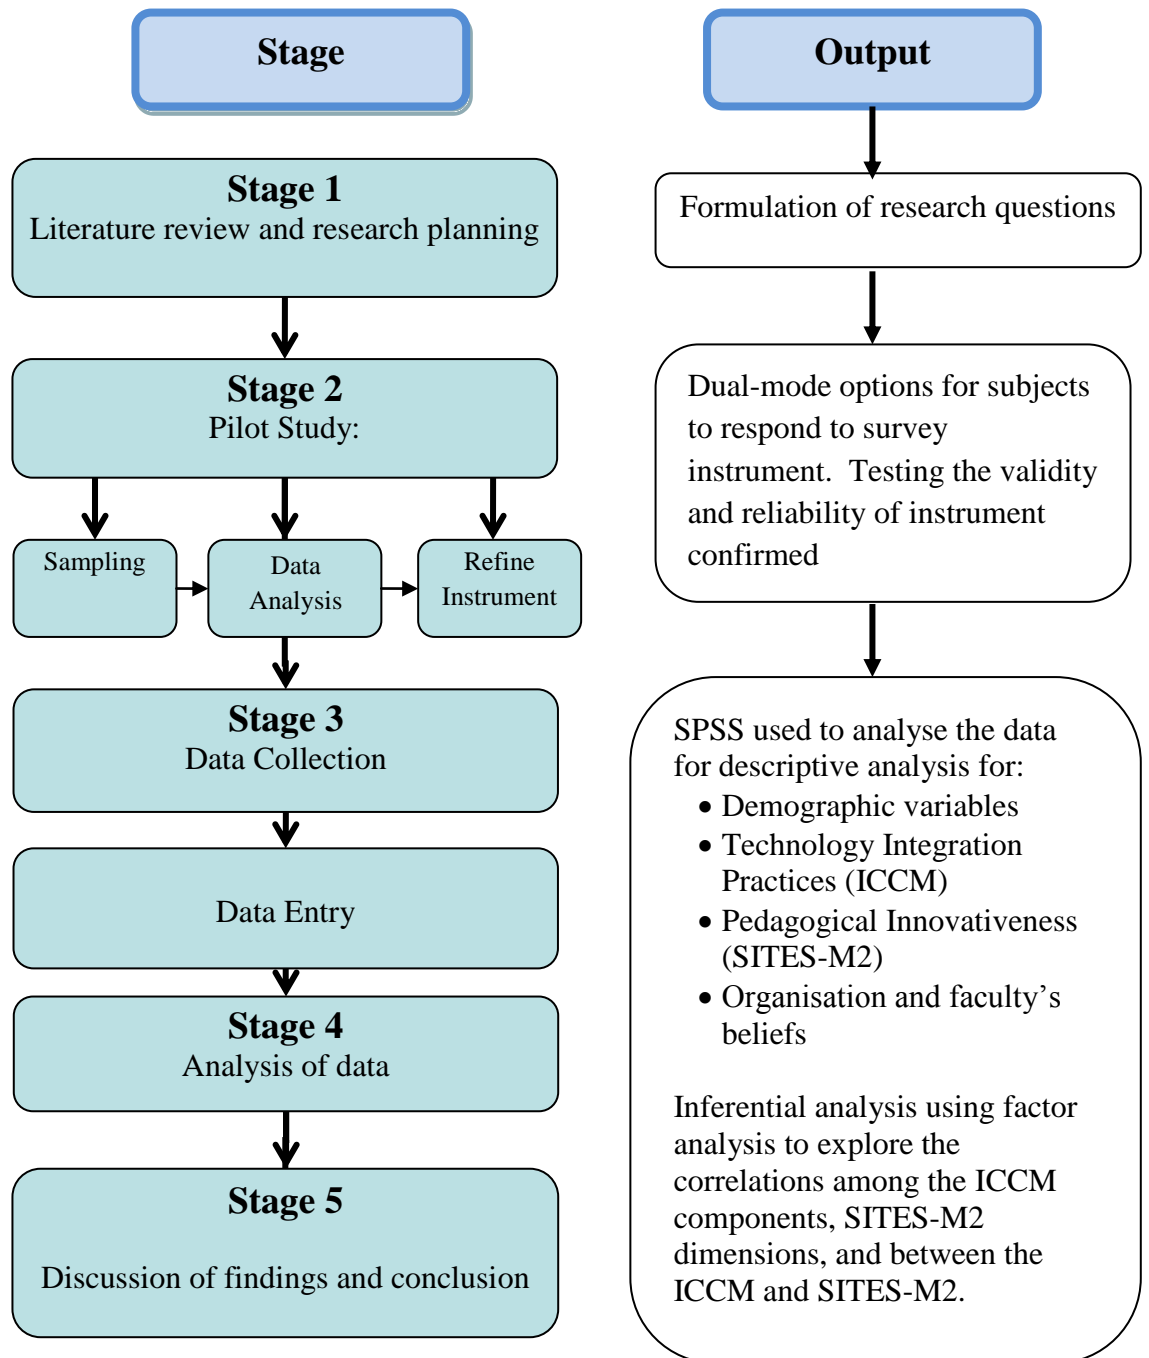 Stage
Stage 1
Literature review and research planning
Stage 2
Pilot Study:
Sampling
Data
Analysis
Refine
Instrument
Stage 3
Data Collection
Data Entry
Stage 4
Analysis of data
Stage 5
Discussion of findings and conclusion
Output
Formulation of research questions
Dual-mode options for subjects
to respond to survey
instrument.  Testing the validity
and reliability of instrument
confirmed
SPSS used to analyse the data
for descriptive analysis for:
• Demographic variables
• Technology Integration
Practices (ICCM)
• Pedagogical Innovativeness
(SITES-M2)
• Organisation and faculty’s
beliefs
Inferential analysis using factor
analysis to explore the
correlations among the ICCM
components, SITES-M2
dimensions, and between the
ICCM and SITES-M2.